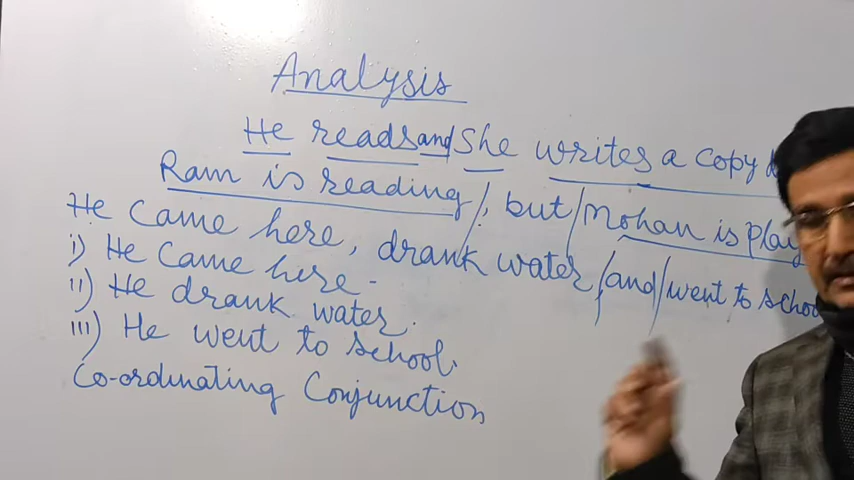 Analysis
He reads and She writes a copy
Ram is reading, but Mohan is play
He came here, drank water, and went to school
i) He came here.
ii) He drank water.
iii) He went to school.
Co-ordinating Conjunction